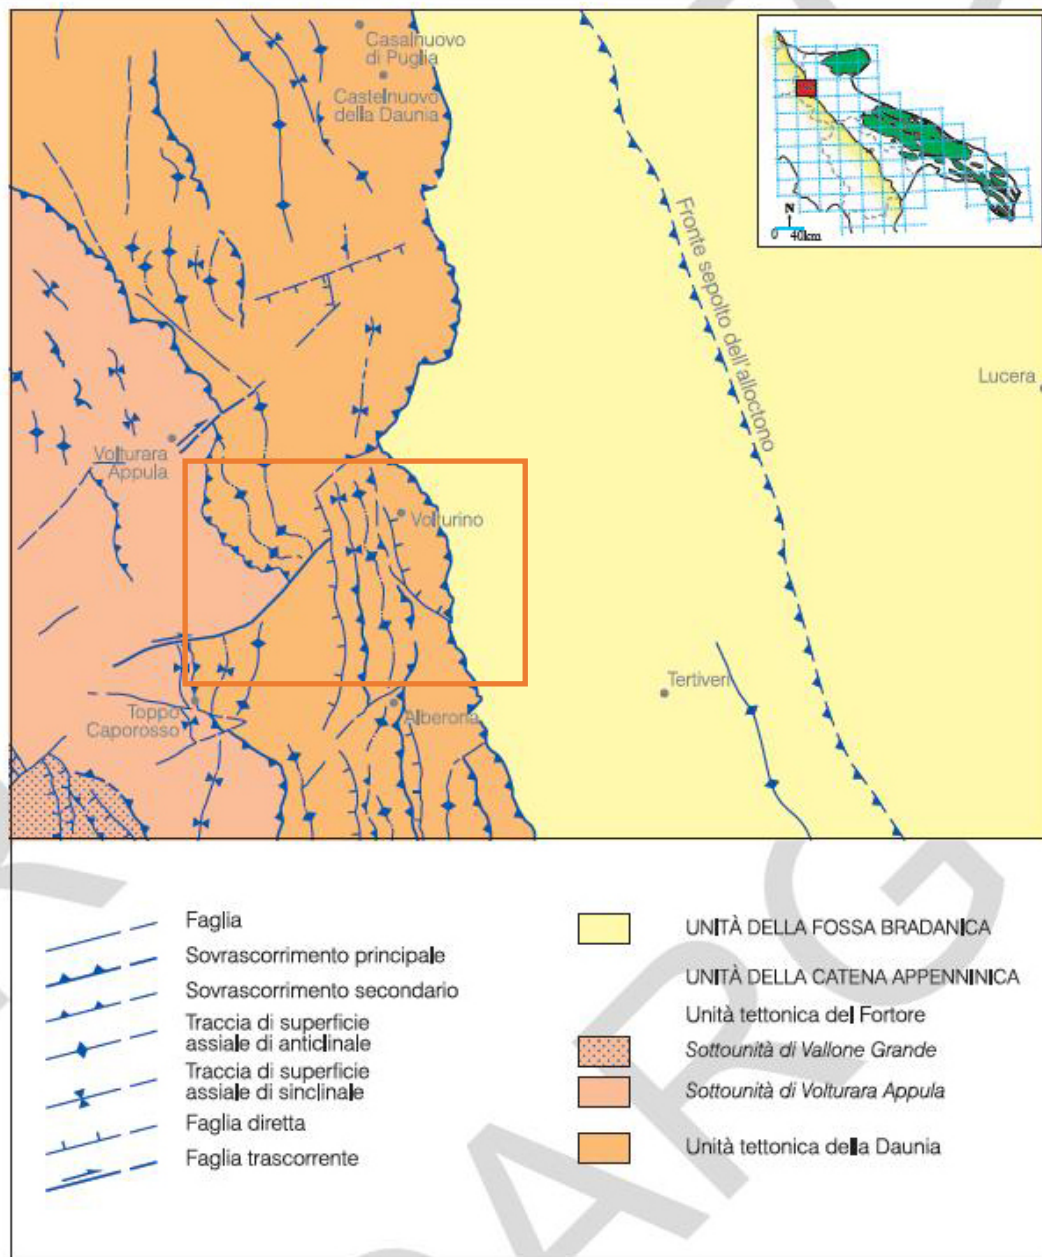 Casalnuovo
di Puglia
Castelnuovo
della Daunia
Fronte sepolto dell'alloctono
N
0 40km
Lucera
Volturara
Appula
Volturino
Tertiveri
Toppo
Caporosso
Alberona
Faglia
Sovrascorrimento principale
Sovrascorrimento secondario
Traccia di superficie
assiale di anticlinale
Traccia di superficie
assiale di sinclinale
Faglia diretta
Faglia trascorrente
UNITÀ DELLA FOSSA BRADANICA
UNITÀ DELLA CATENA APPENNINICA
Unità tettonica del Fortore
Sottounità di Vallone Grande
Sottounità di Volturara Appula
Unità tettonica della Daunia